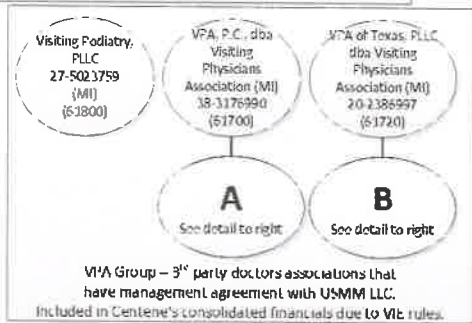 Visiting Podiatry,
PLLC
27-5023759
(MI)
(61800)
VPA, P.C., dba
Visiting
Physicians
Association (MI)
38-3176990
(61700)
VPA of Texas, PLLC
dba Visiting
Physicians
Association (MI)
20-2386997
(61720)
A
See detail to right
B
See detail to right
VPA Group – 3rd party doctors associations that
have management agreement with USMM LLC.
Included in Centene's consolidated financials due to VIE rules.